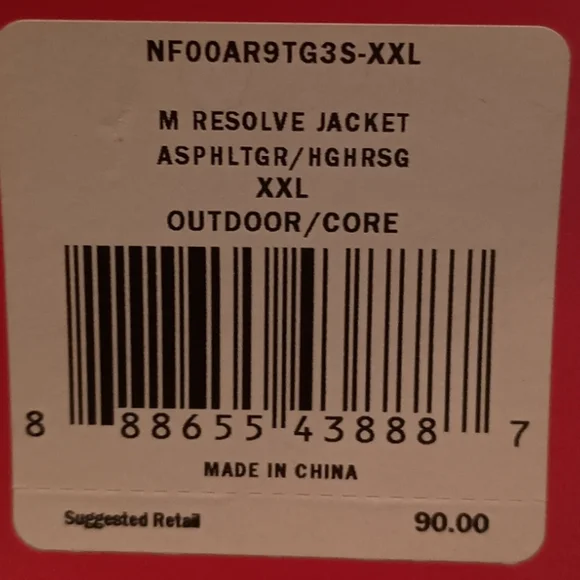 NF00AR9TG3S-XXL
M RESOLVE JACKET
ASPHLTGR/HGHRSG
XXL
OUTDOOR/CORE
8 88655 43888 7
MADE IN CHINA
Suggested Retail 90.00